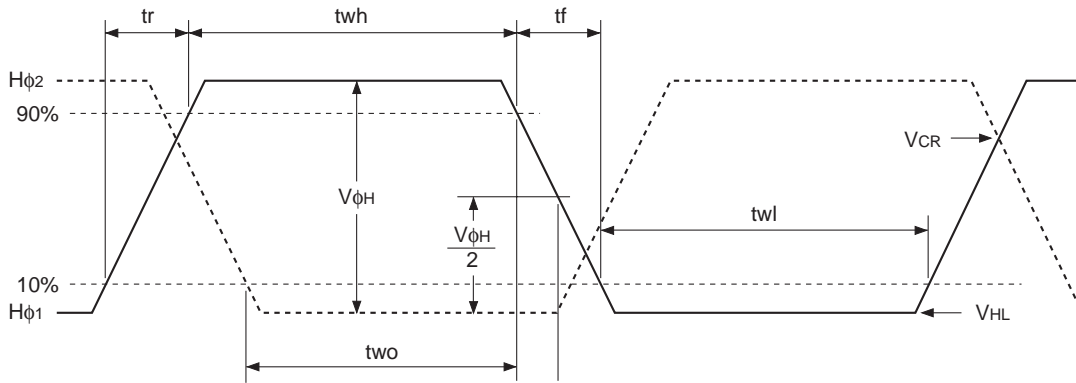 tr
twh
tf
Hϕ2
90%
VCR
VϕH
twl
VϕH
2
10%
Hϕ1
VHL
two